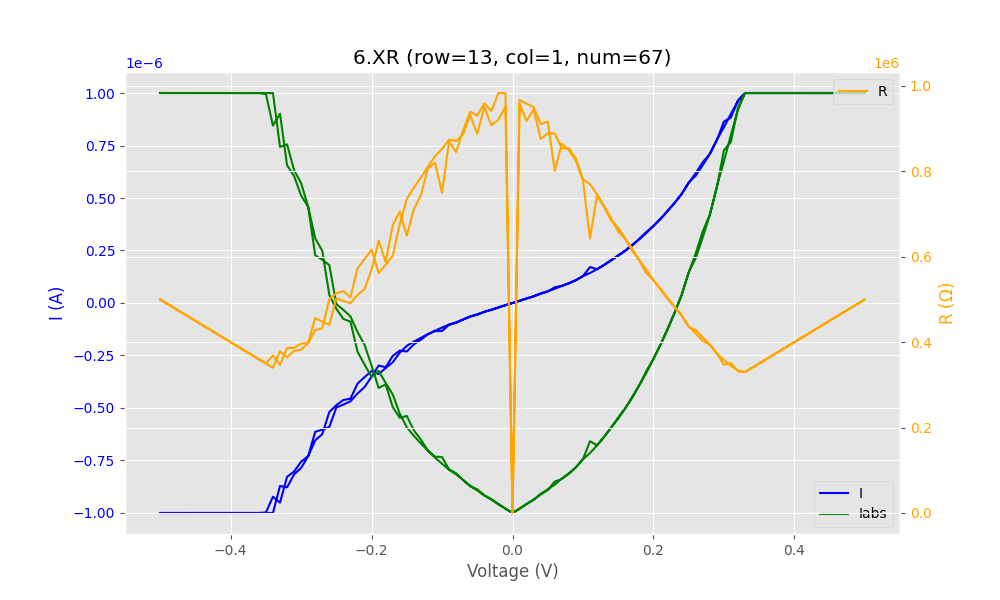 6.XR (row=13, col=1, num=67)
1e−6
1e6
1.00
0.75
0.50
0.25
0.00
−0.25
−0.50
−0.75
−1.00
I (A)
1.0
0.8
0.6
0.4
0.2
0.0
R (Ω)
R
I
Iabs
−0.4
−0.2
0.0
0.2
0.4
Voltage (V)